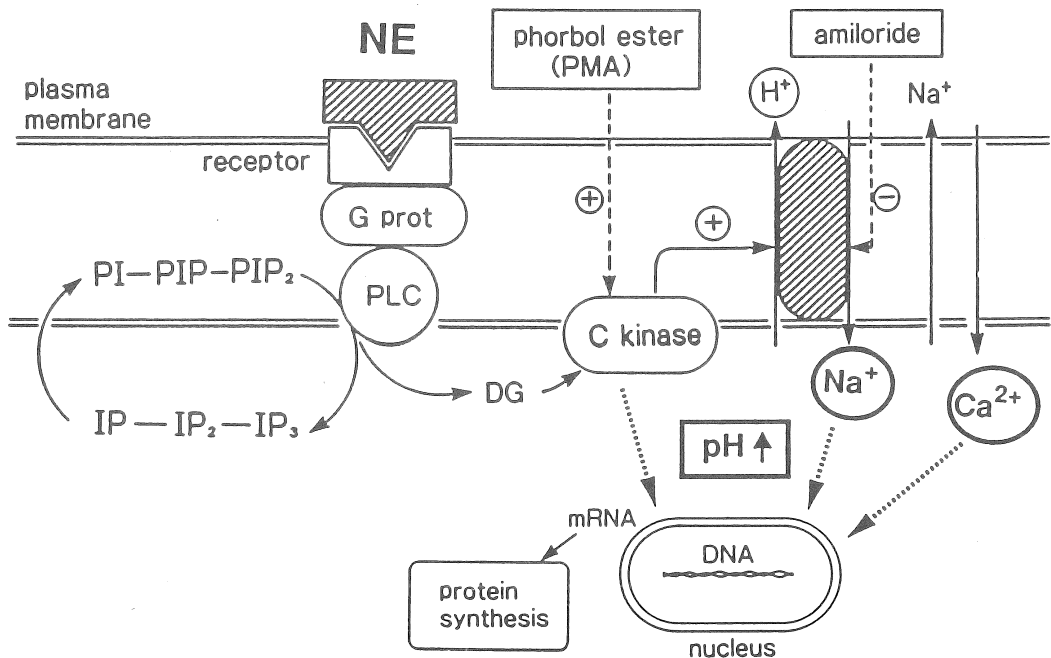 NE
phorbol ester
(PMA)
amiloride
plasma
membrane
H⁺
Na⁺
receptor
G prot
+
+
−
PI—PIP—PIP₂
PLC
C kinase
DG
Na⁺
Ca²⁺
IP — IP₂ — IP₃
pH ↑
mRNA
DNA
protein
synthesis
nucleus